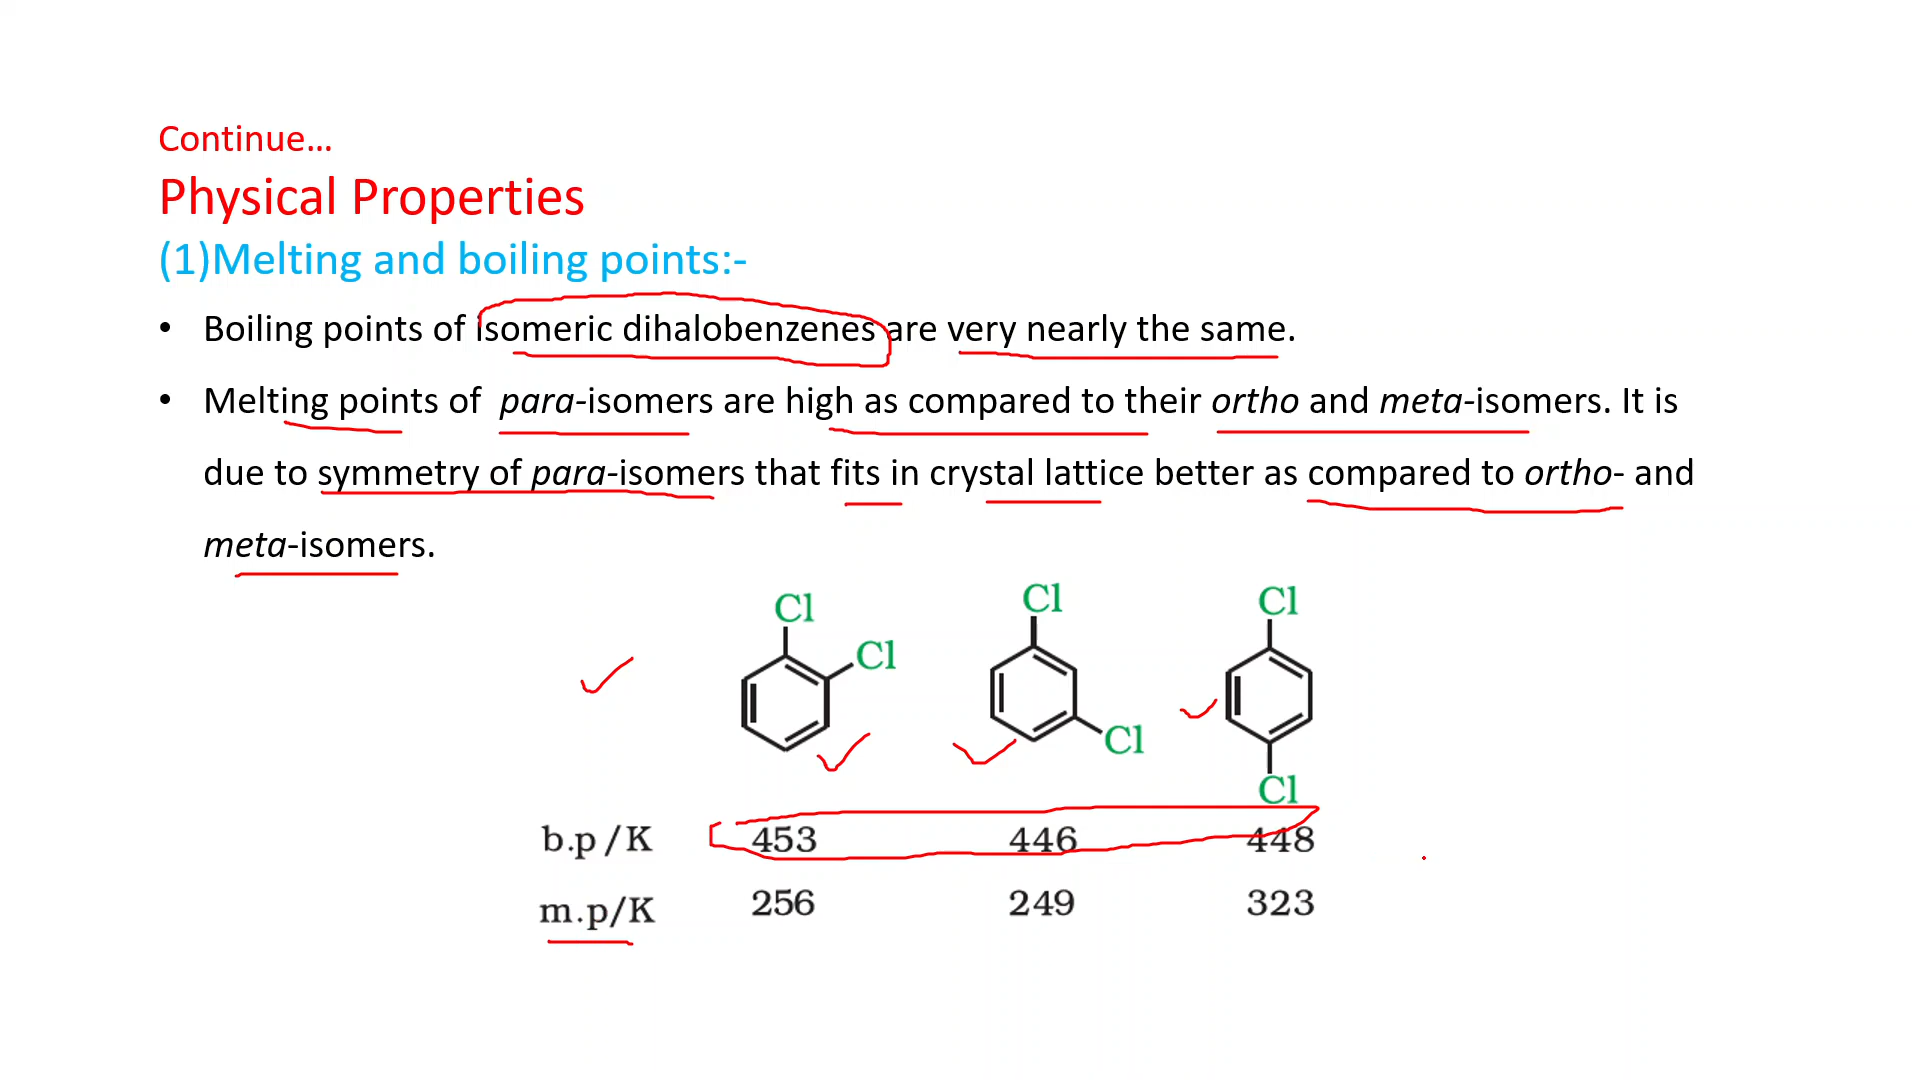 Continue...
Physical Properties
(1)Melting and boiling points:-
• Boiling points of isomeric dihalobenzenes are very nearly the same.
• Melting points of para-isomers are high as compared to their ortho and meta-isomers. It is
due to symmetry of para-isomers that fits in crystal lattice better as compared to ortho- and
meta-isomers.
Cl Cl Cl
Cl
Cl
Cl
b.p/K 453 446 448
m.p/K 256 249 323